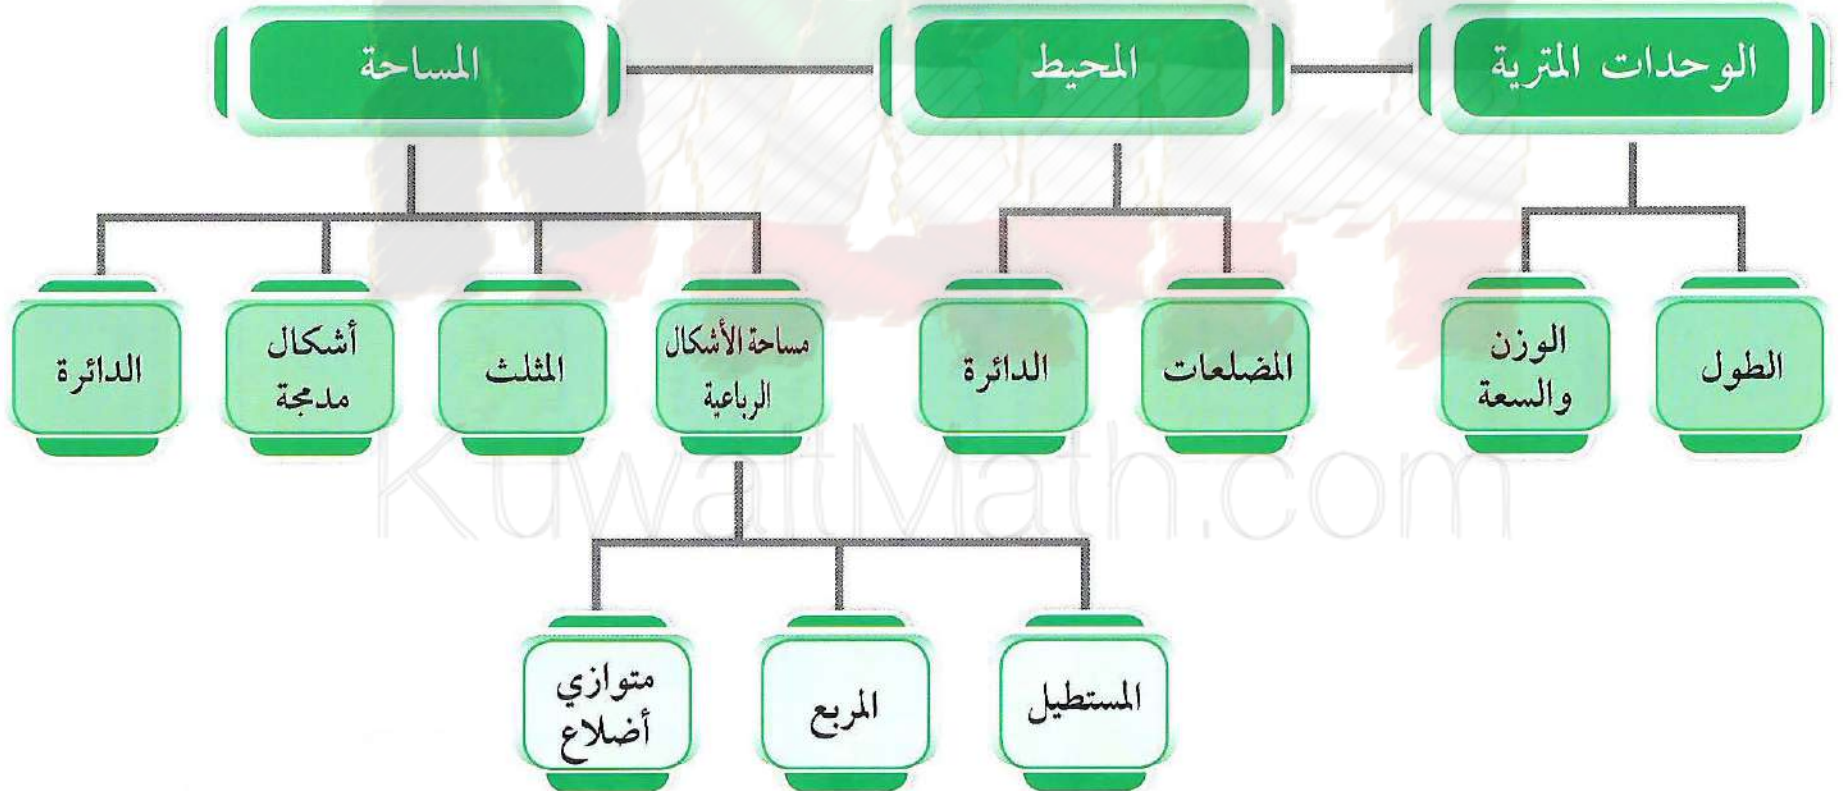 الوحدات المترية
المحيط
المساحة
الطول
الوزن
والسعة
المضلعات
الدائرة
مساحة الأشكال
الرباعية
المثلث
أشكال
مدمجة
الدائرة
KuwaitMath.com
المستطيل
المربع
متوازي
أضلاع